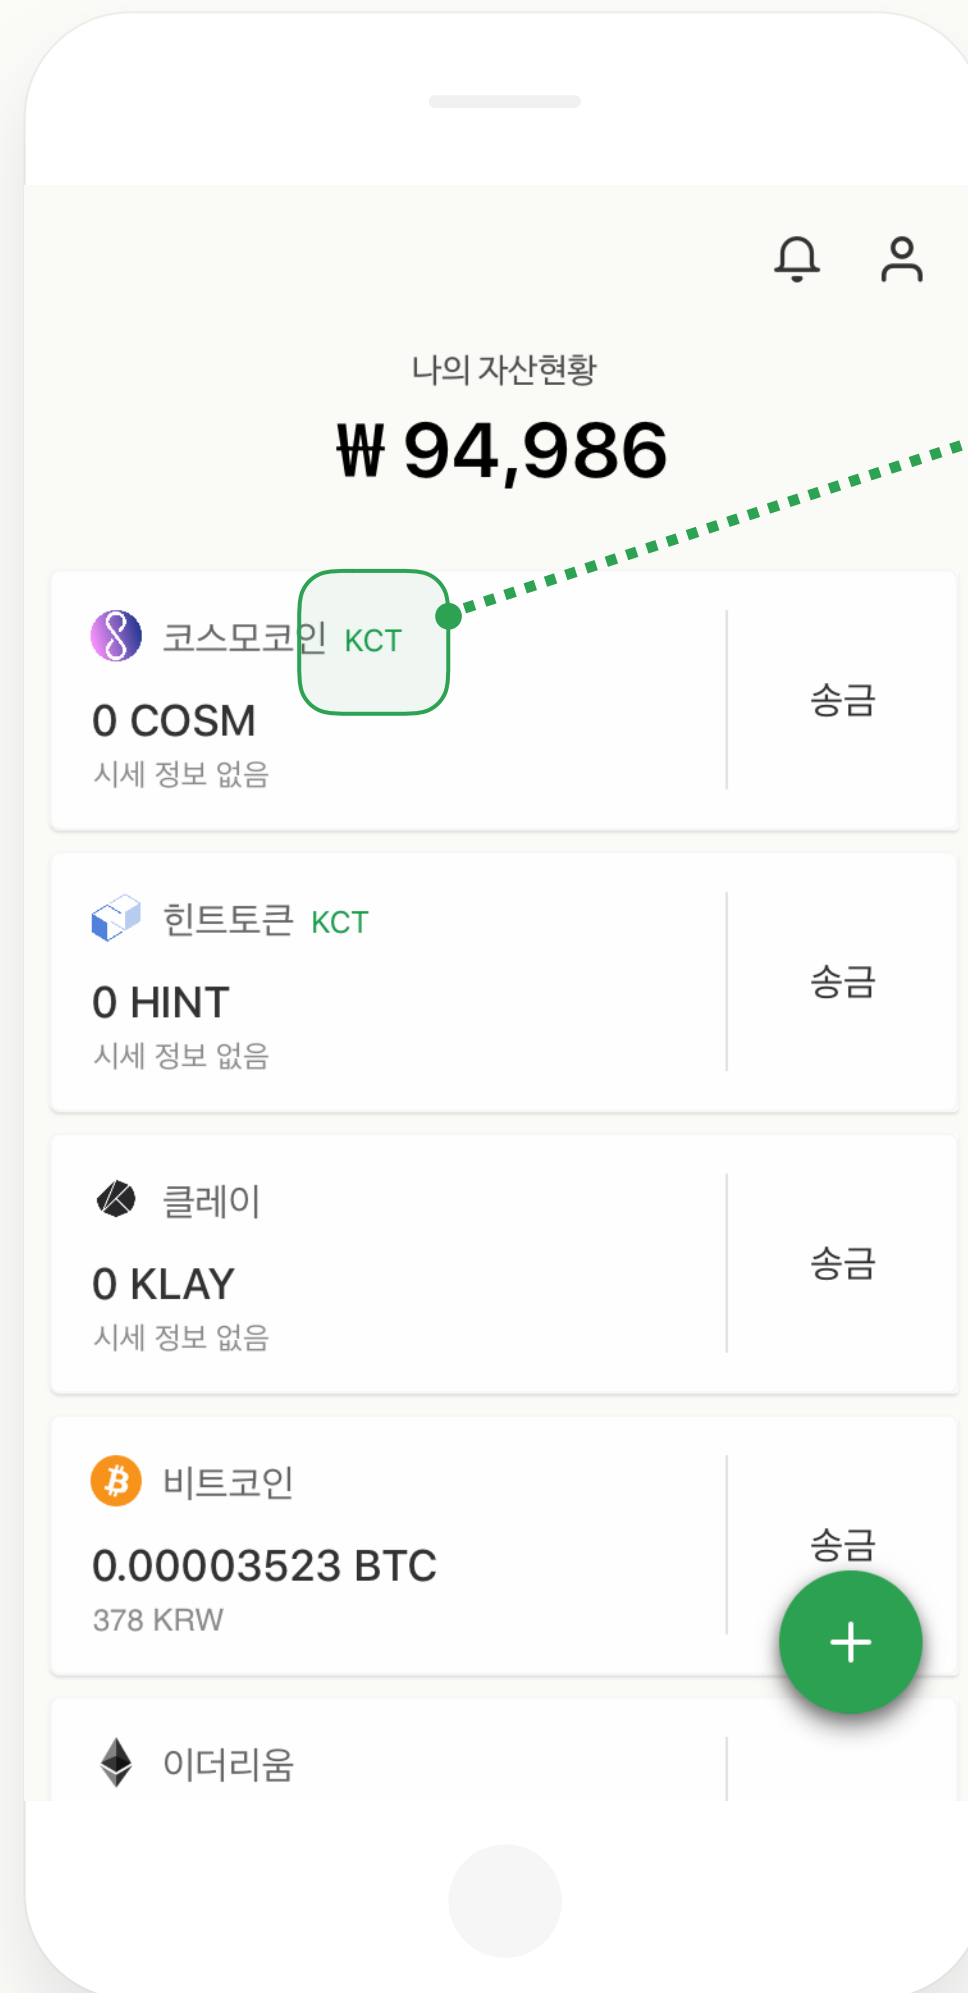 나의 자산현황
₩ 94,986
코스모코인 KCT
0 COSM
시세 정보 없음
송금
힌트토큰 KCT
0 HINT
시세 정보 없음
송금
클레이
0 KLAY
시세 정보 없음
송금
비트코인
0.00003523 BTC
378 KRW
송금
이더리움